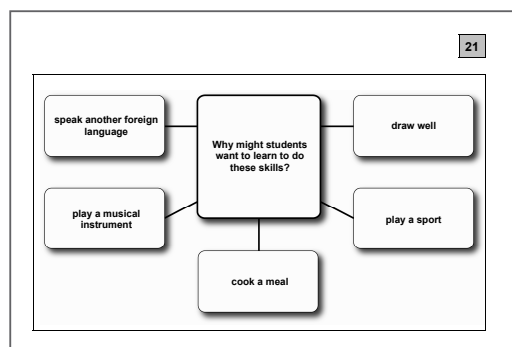 21
speak another foreign
language
Why might students
want to learn to do
these skills?
draw well
play a musical
instrument
play a sport
cook a meal